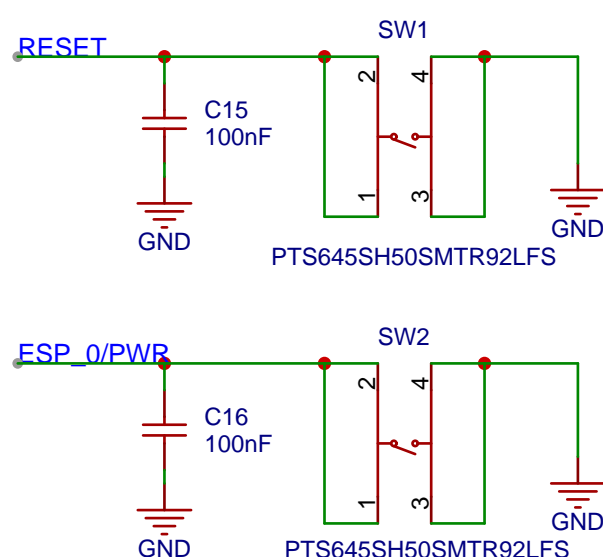 SW1
RESET
2
4
C15
100nF
1
3
GND
GND
PTS645SH50SMTR92LFS
SW2
ESP_0/PWR
2
4
C16
100nF
1
3
GND
GND
PTS645SH50SMTR92LFS